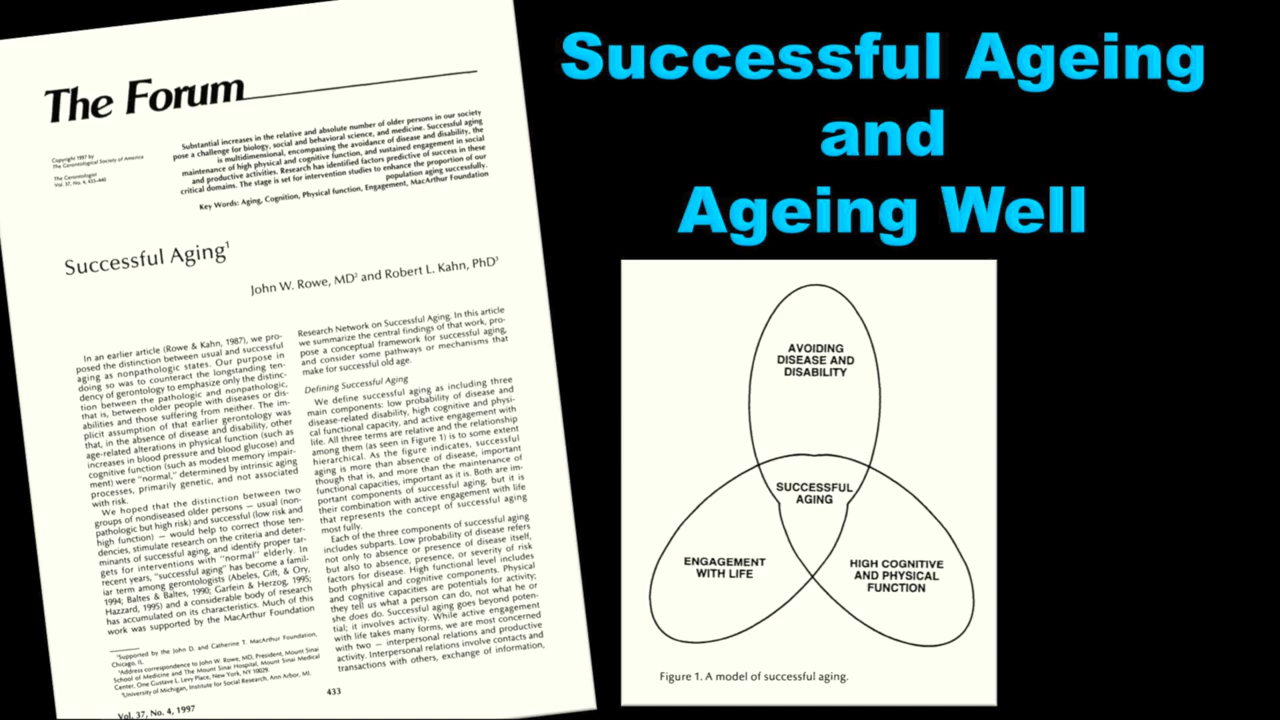 The Forum
Copyright 1997 by
The Gerontological Society of America
The Gerontologist
Vol. 37, No. 4, 433-440
Substantial increases in the relative and absolute number of older persons in our society
pose a challenge for biology, social and behavioral science, and medicine. Successful aging
is multidimensional, encompassing the avoidance of disease and disability, the
maintenance of high physical and cognitive function, and sustained engagement in social
and productive activities. Research has identified factors predictive of success in these
critical domains. The stage is set for intervention studies to enhance the proportion of our
population aging successfully.
Key Words: Aging, Cognition, Physical function, Engagement, MacArthur Foundation
Successful Aging¹
John W. Rowe, MD² and Robert L. Kahn, PhD³
In an earlier article (Rowe & Kahn, 1987), we pro-
posed the distinction between usual and successful
aging as nonpathologic states. Our purpose in
doing so was to counteract the longstanding ten-
dency of gerontology to emphasize only the distinc-
tion between the pathologic and nonpathologic,
that is, between older people with diseases or dis-
abilities and those suffering from neither. The im-
plicit assumption of that earlier gerontology was
that, in the absence of disease and disability, other
age-related alterations in physical function (such as
increases in blood pressure and blood glucose) and
cognitive function (such as modest memory impair-
ment) were "normal," determined by intrinsic aging
processes, primarily genetic, and not associated
with risk.
We hoped that the distinction between two
groups of nondiseased older persons — usual (non-
pathologic but high risk) and successful (low risk and
high function) — would help to correct those ten-
dencies, stimulate research on the criteria and deter-
minants of successful aging, and identify proper tar-
gets for interventions with "normal" elderly. In
recent years, "successful aging" has become a famil-
iar term among gerontologists (Abeles, Gift, & Ory,
1994; Baltes & Baltes, 1990; Garfein & Herzog, 1995;
Hazzard, 1995) and a considerable body of research
has accumulated on its characteristics. Much of this
work was supported by the MacArthur Foundation
¹Supported by the John D. and Catherine T. MacArthur Foundation,
Chicago, IL.
²Address correspondence to John W. Rowe, MD, President, Mount Sinai
School of Medicine and The Mount Sinai Hospital, Mount Sinai Medical
Center, One Gustave L. Levy Place, New York, NY 10029.
³University of Michigan, Institute for Social Research, Ann Arbor, MI.
Research Network on Successful Aging. In this article
we summarize the central findings of that work, pro-
pose a conceptual framework for successful aging,
and consider some pathways or mechanisms that
make for successful old age.
Defining Successful Aging
We define successful aging as including three
main components: low probability of disease and
disease-related disability, high cognitive and physi-
cal functional capacity, and active engagement with
life. All three terms are relative and the relationship
among them (as seen in Figure 1) is to some extent
hierarchical. As the figure indicates, successful
aging is more than absence of disease, important
though that is, and more than the maintenance of
functional capacities, important as it is. Both are im-
portant components of successful aging, but it is
their combination with active engagement with life
that represents the concept of successful aging
most fully.
Each of the three components of successful aging
includes subparts. Low probability of disease refers
not only to absence or presence of disease itself,
but also to absence, presence, or severity of risk
factors for disease. High functional level includes
both physical and cognitive components. Physical
and cognitive capacities are potentials for activity;
they tell us what a person can do, not what he or
she does do. Successful aging goes beyond poten-
tial; it involves activity. While active engagement
with life takes many forms, we are most concerned
with two — interpersonal relations and productive
activity. Interpersonal relations involve contacts and
transactions with others, exchange of information,
433
Vol. 37, No. 4, 1997
Successful Ageing
and
Ageing Well
AVOIDING
DISEASE AND
DISABILITY
SUCCESSFUL
AGING
ENGAGEMENT
WITH LIFE
HIGH COGNITIVE
AND PHYSICAL
FUNCTION
Figure 1. A model of successful aging.